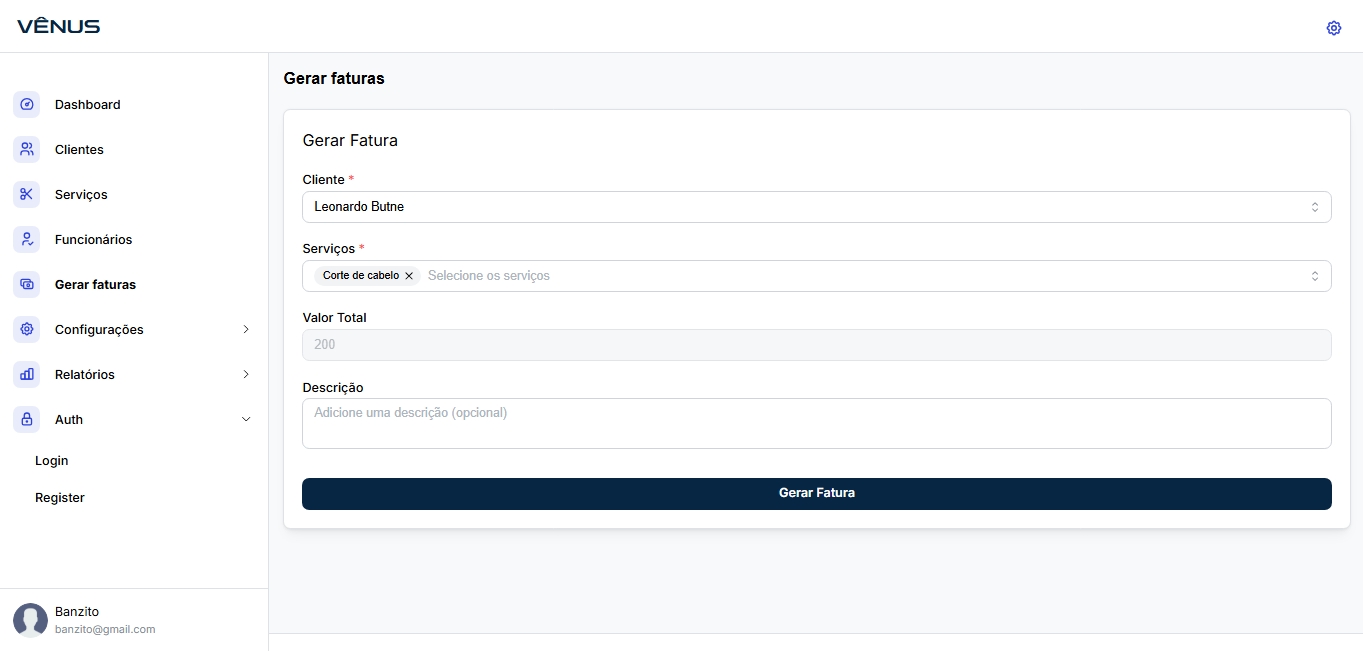 VÊNUS
Dashboard
Clientes
Serviços
Funcionários
Gerar faturas
Configurações
Relatórios
Auth
Login
Register
Banzito
banzito@gmail.com
Gerar faturas
Gerar Fatura
Cliente *
Leonardo Butne
Serviços *
Corte de cabelo Selecione os serviços
Valor Total
200
Descrição
Adicione uma descrição (opcional)
Gerar Fatura